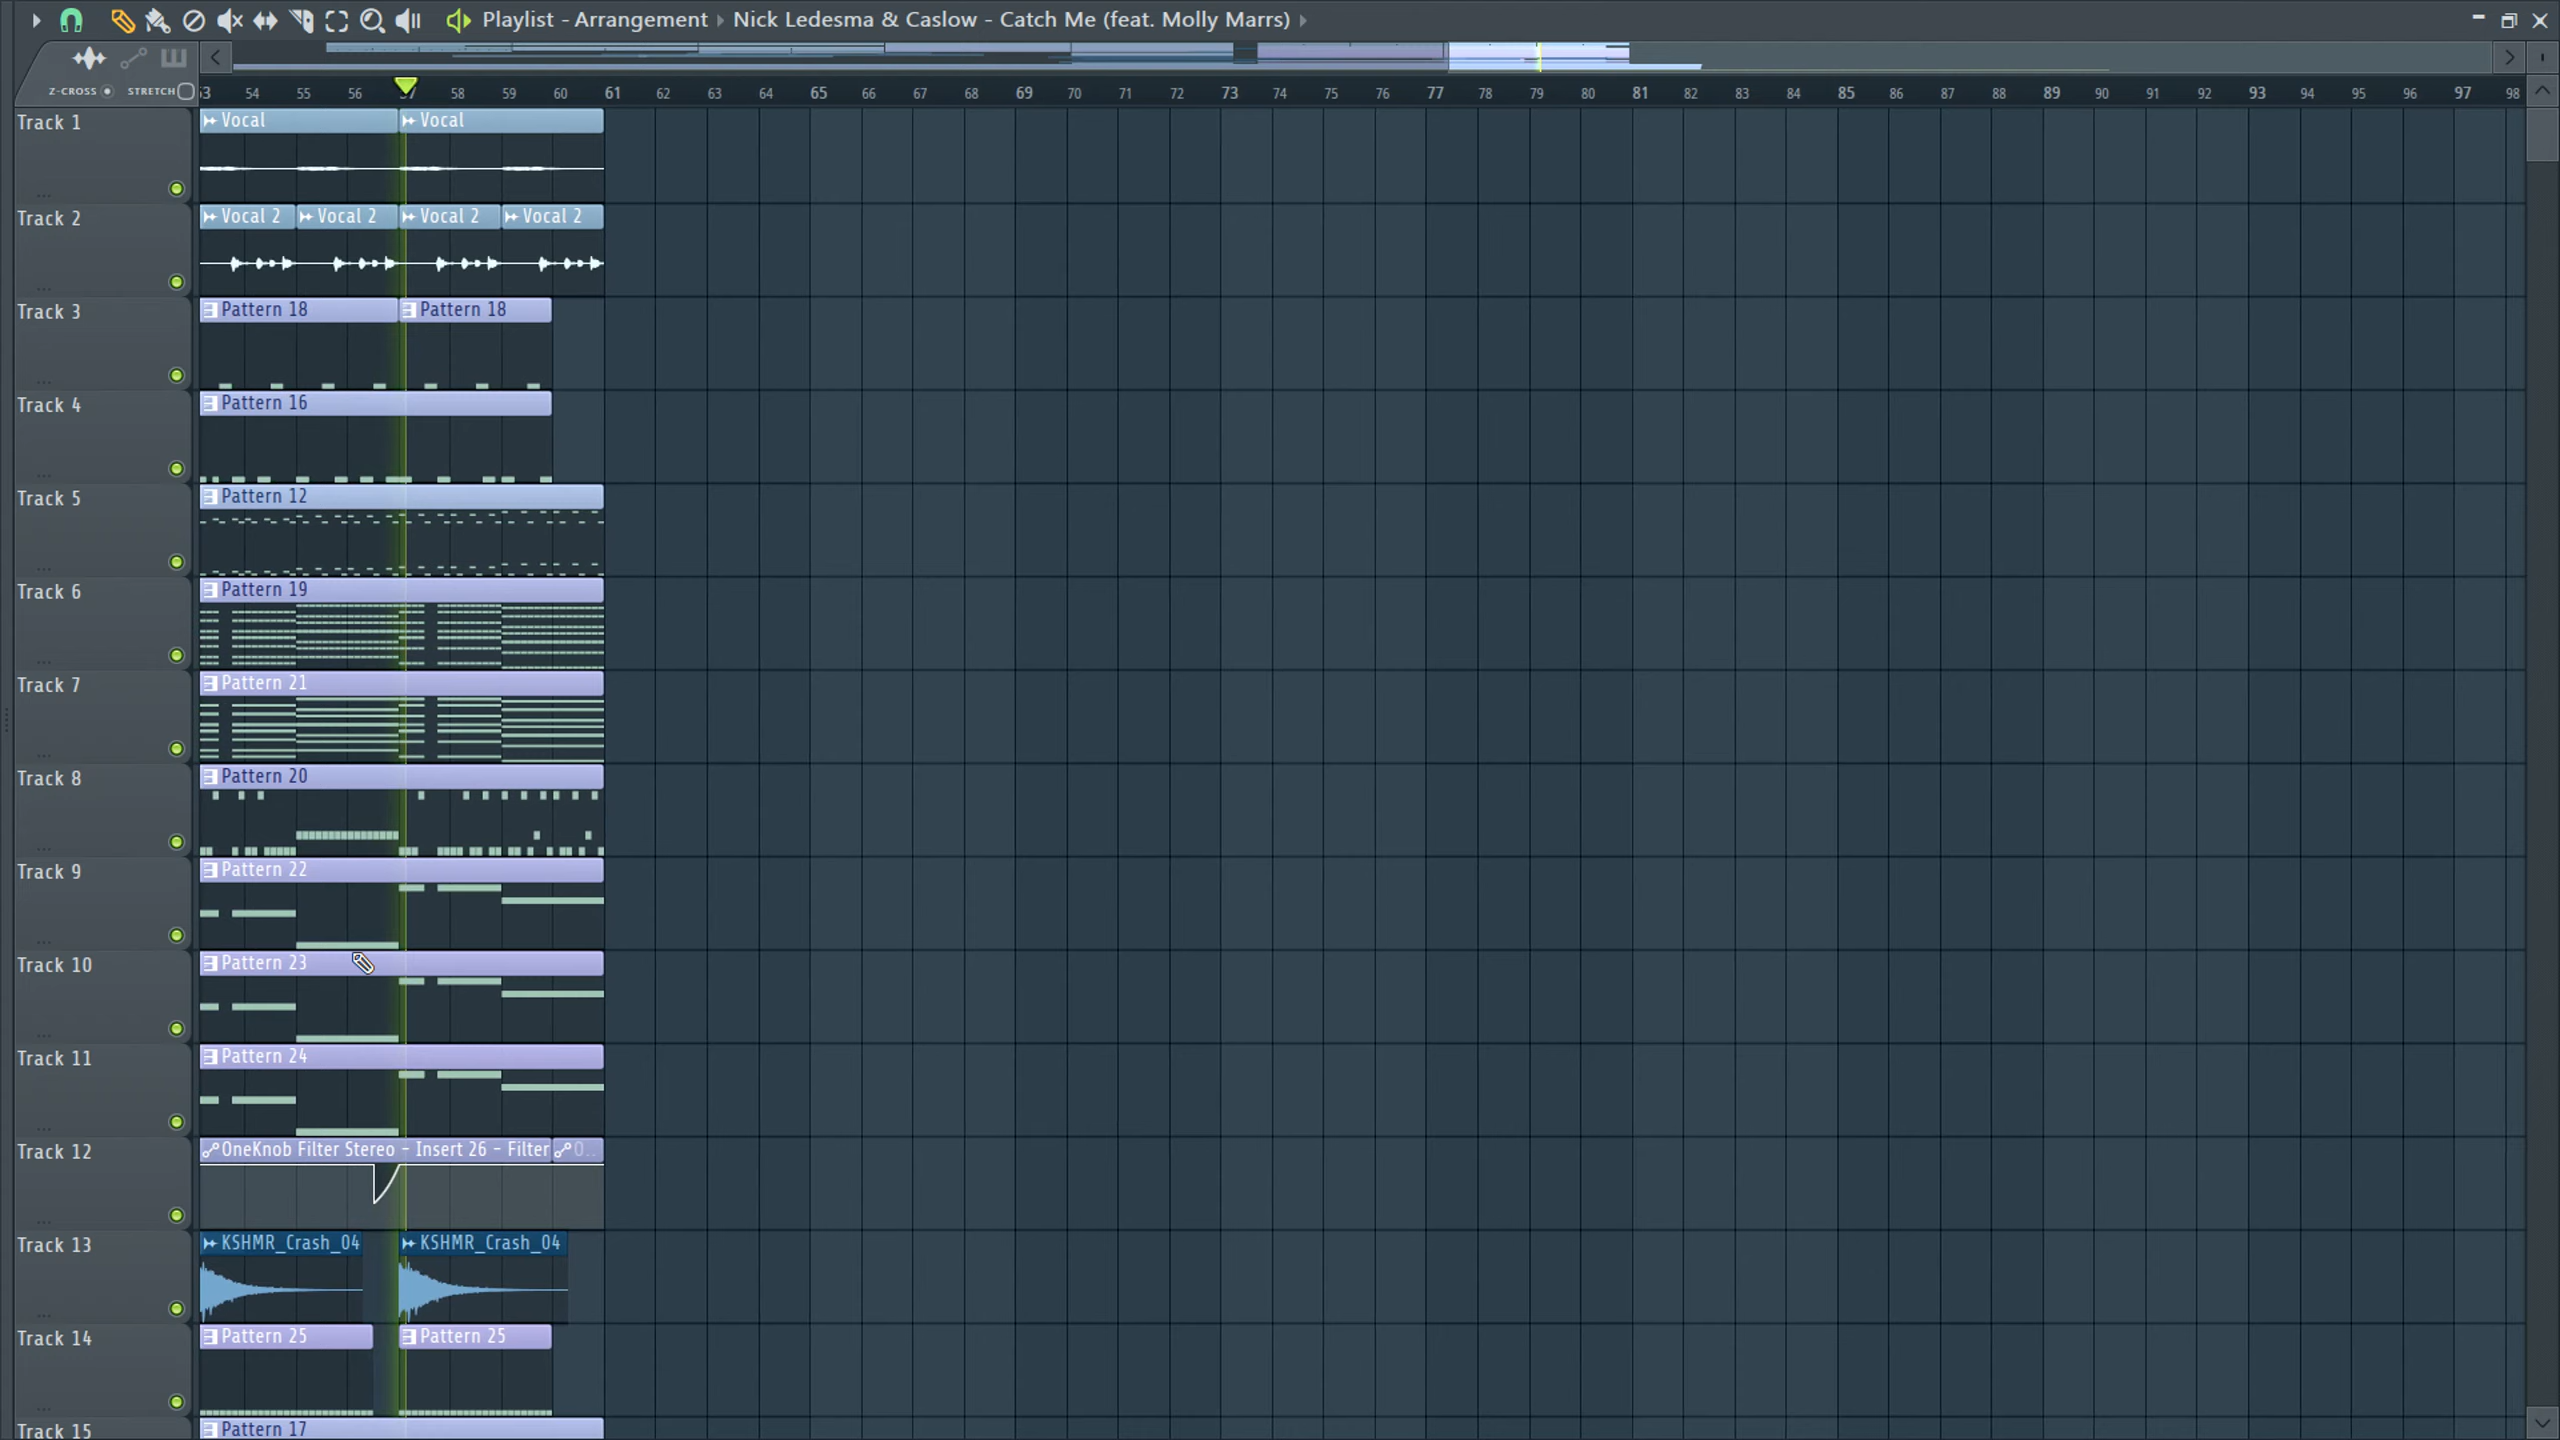 Playlist - Arrangement › Nick Ledesma & Caslow - Catch Me (feat. Molly Marrs) ›
Z-CROSS STRETCH
53 54 55 56 57 58 59 60 61 62 63 64 65 66 67 68 69 70 71 72 73 74 75 76 77 78 79 80 81 82 83 84 85 86 87 88 89 90 91 92 93 94 95 96 97 98
Track 1 Vocal Vocal
Track 2 Vocal 2 Vocal 2 Vocal 2 Vocal 2
Track 3 Pattern 18 Pattern 18
Track 4 Pattern 16
Track 5 Pattern 12
Track 6 Pattern 19
Track 7 Pattern 21
Track 8 Pattern 20
Track 9 Pattern 22
Track 10 Pattern 23
Track 11 Pattern 24
Track 12 OneKnob Filter Stereo - Insert 26 - Filter O..
Track 13 KSHMR_Crash_04 KSHMR_Crash_04
Track 14 Pattern 25 Pattern 25
Track 15 Pattern 17